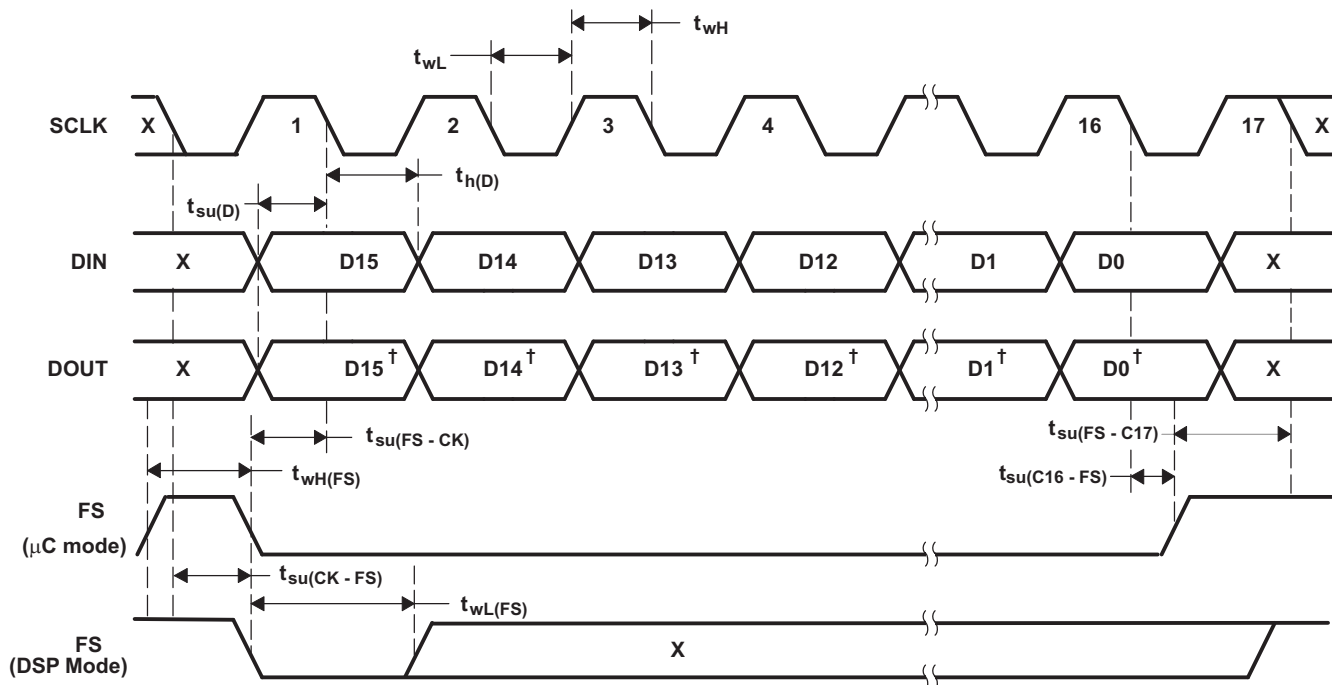 t_wH
t_wL
SCLK X 1 2 3 4 16 17 X
t_h(D)
t_su(D)
DIN X D15 D14 D13 D12 D1 D0 X
DOUT X D15† D14† D13† D12† D1† D0† X
t_su(FS - CK) t_su(FS - C17)
t_wH(FS) t_su(C16 - FS)
FS
(μC mode)
t_su(CK - FS)
t_wL(FS)
FS
(DSP Mode)
X